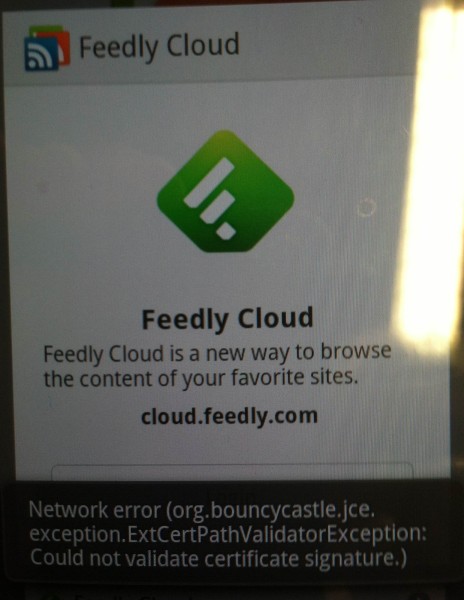 Feedly Cloud
Feedly Cloud
Feedly Cloud is a new way to browse
the content of your favorite sites.
cloud.feedly.com
Network error (org.bouncycastle.jce.
exception.ExtCertPathValidatorException:
Could not validate certificate signature.)